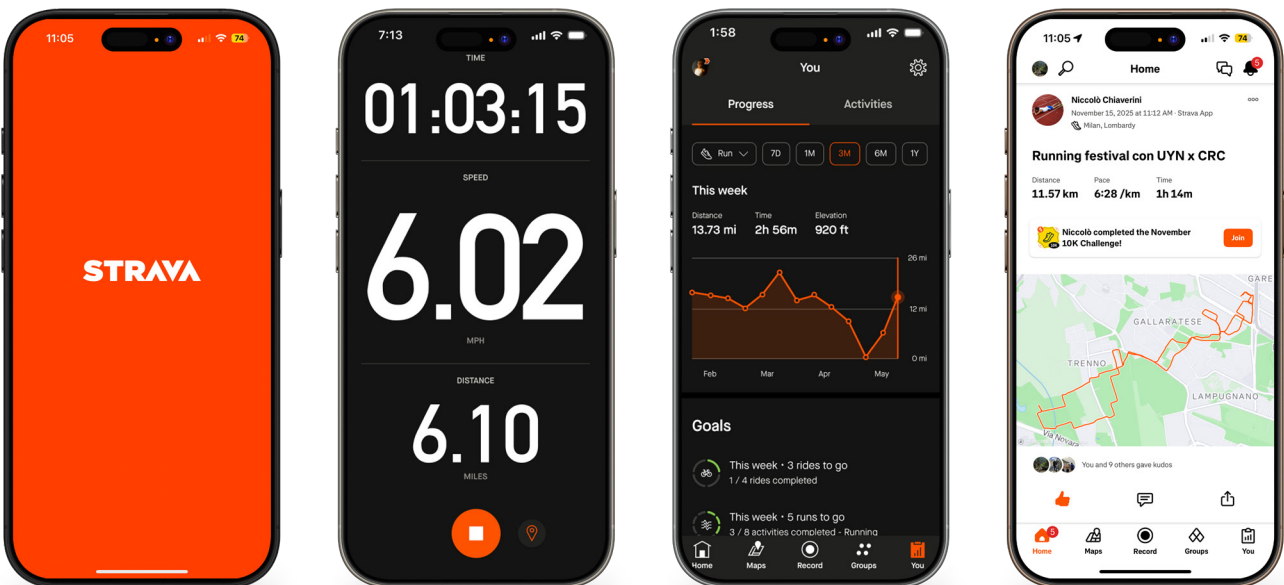 11:05
74
STRAVA
7:13
TIME
01:03:15
SPEED
6.02
MPH
DISTANCE
6.10
MILES
1:58
You
Progress
Activities
Run
7D
1M
3M
6M
1Y
This week
Distance
Time
Elevation
13.73 mi
2h 56m
920 ft
26 mi
12 mi
0 mi
Feb
Mar
Apr
May
Goals
This week • 3 rides to go
1 / 4 rides completed
This week • 5 runs to go
3 / 8 activities completed - Running
Home
Maps
Record
Groups
You
11:05
74
Home
5
Niccolò Chiaverini
November 15, 2025 at 11:12 AM · Strava App
Milan, Lombardy
Running festival con UYN x CRC
Distance
Pace
Time
11.57 km
6:28 /km
1h 14m
Niccolò completed the November
10K Challenge!
Join
GARE
GALLARATESE
TRENNO
LAMPUGNANO
Via Novara
You and 9 others gave kudos
5
Home
Maps
Record
Groups
You